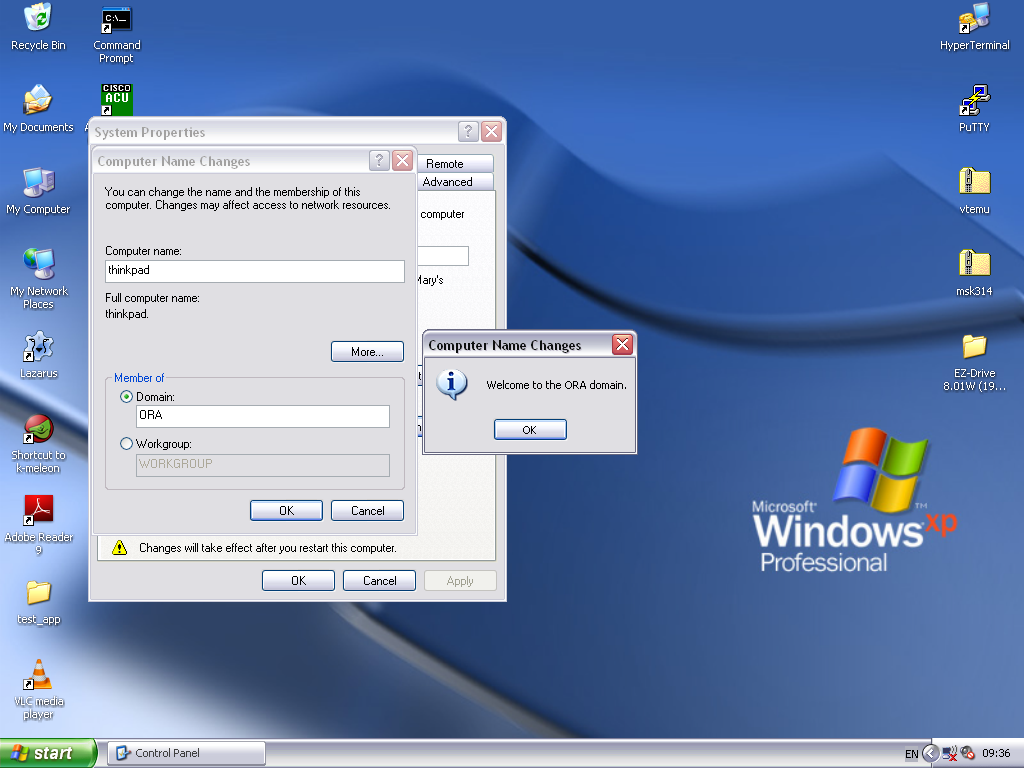 Recycle Bin
Command
Prompt
HyperTerminal
C:\_
CISCO
ACU
My Documents
PuTTY
System Properties
Computer Name Changes
Remote
Advanced
You can change the name and the membership of this
computer. Changes may affect access to network resources.
computer
My Computer
vtemu
Computer name:
thinkpad
Mary's
My Network
Places
msk314
Full computer name:
thinkpad.
More...
Computer Name Changes
Welcome to the ORA domain.
OK
Lazarus
EZ-Drive
8.01W (19...
Member of
Domain:
ORA
Workgroup:
WORKGROUP
Shortcut to
k-meleon
OK
Cancel
Adobe Reader
9
Changes will take effect after you restart this computer.
OK
Cancel
Apply
test_app
Microsoft®
Windows xp
TM
Professional
VLC media
player
start
Control Panel
EN
09:36